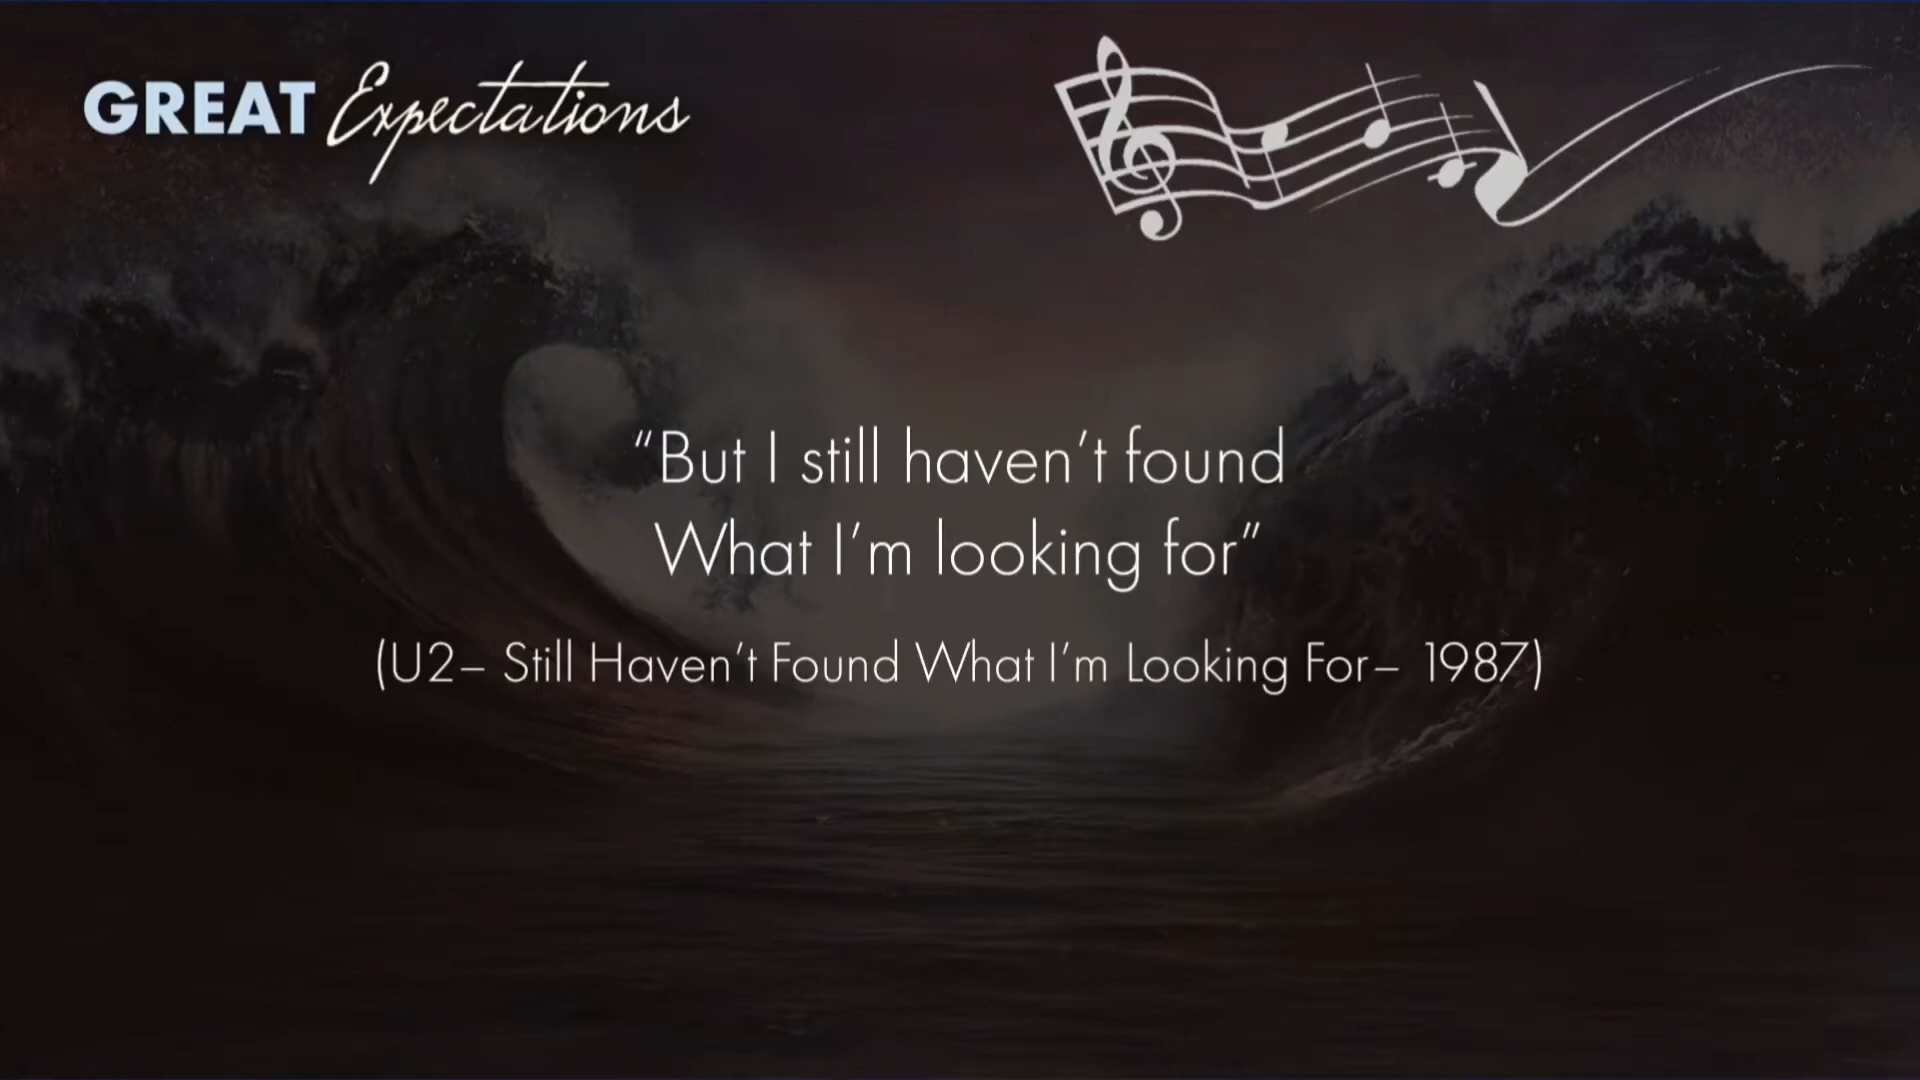 GREAT Expectations
“But I still haven’t found
What I’m looking for”
(U2– Still Haven’t Found What I’m Looking For– 1987)